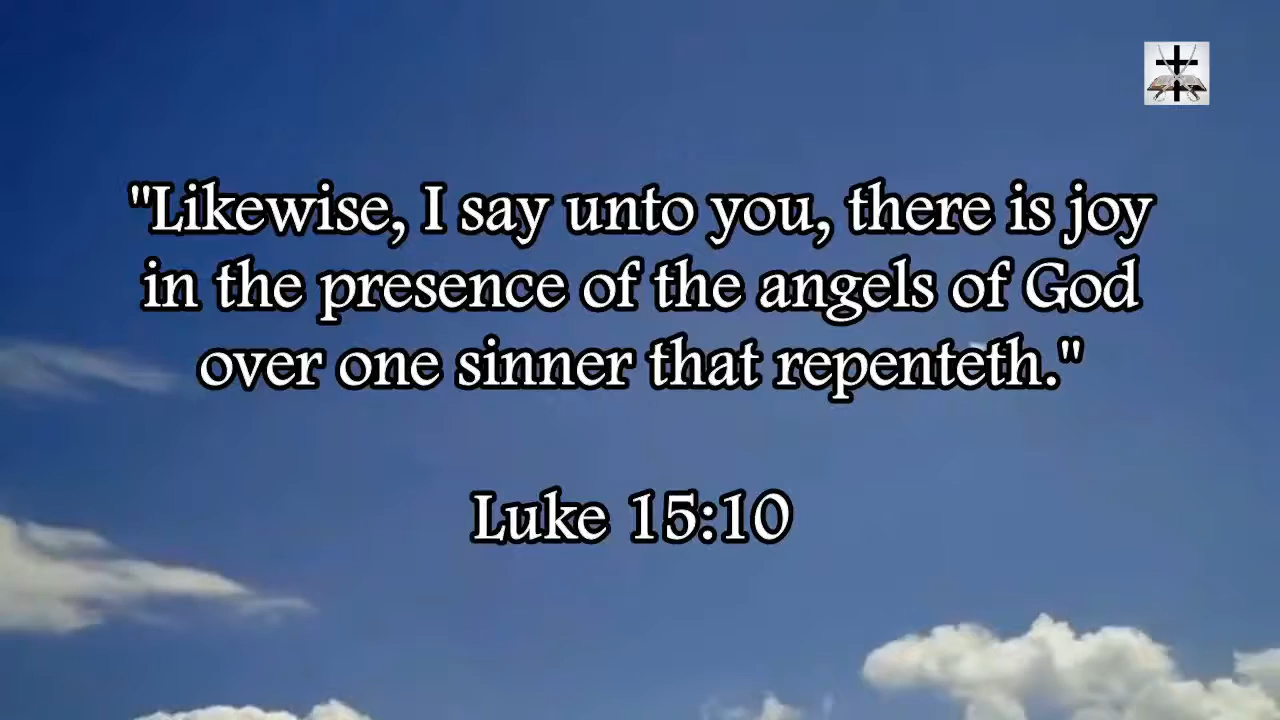 "Likewise, I say unto you, there is joy
in the presence of the angels of God
over one sinner that repenteth."
Luke 15:10